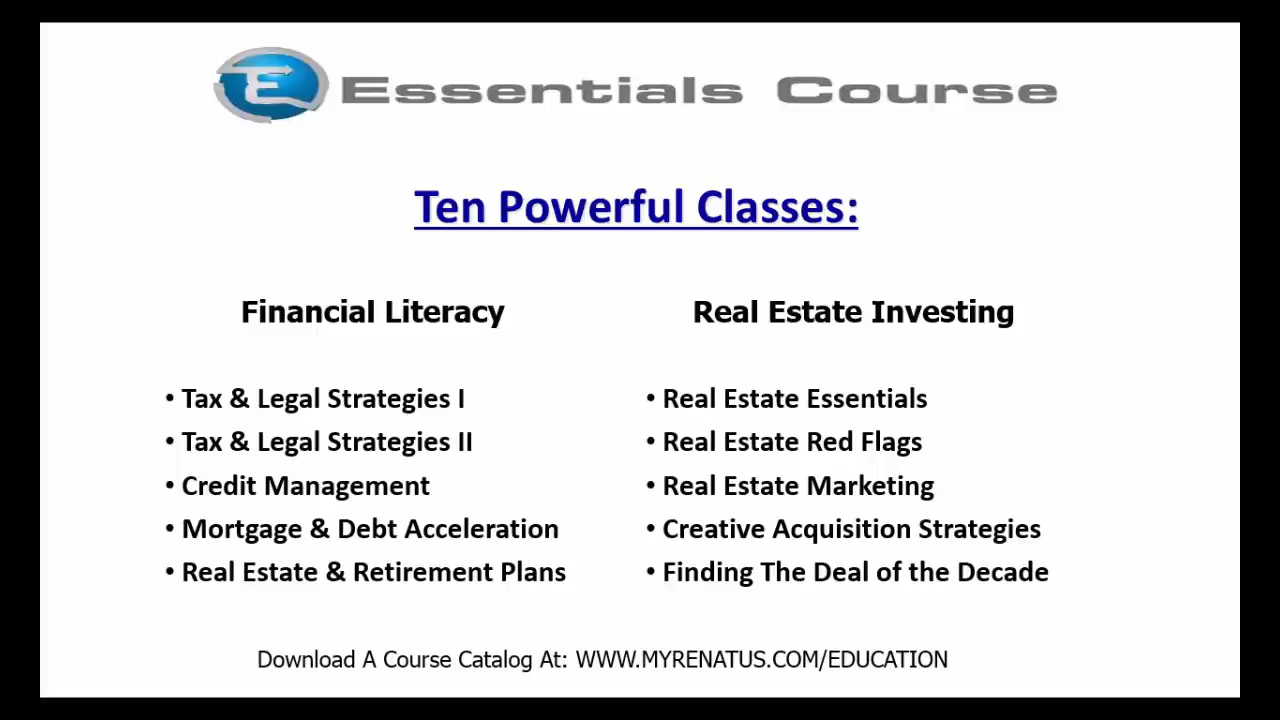 E Essentials Course
Ten Powerful Classes:
Financial Literacy
• Tax & Legal Strategies I
• Tax & Legal Strategies II
• Credit Management
• Mortgage & Debt Acceleration
• Real Estate & Retirement Plans
Real Estate Investing
• Real Estate Essentials
• Real Estate Red Flags
• Real Estate Marketing
• Creative Acquisition Strategies
• Finding The Deal of the Decade
Download A Course Catalog At: WWW.MYRENATUS.COM/EDUCATION